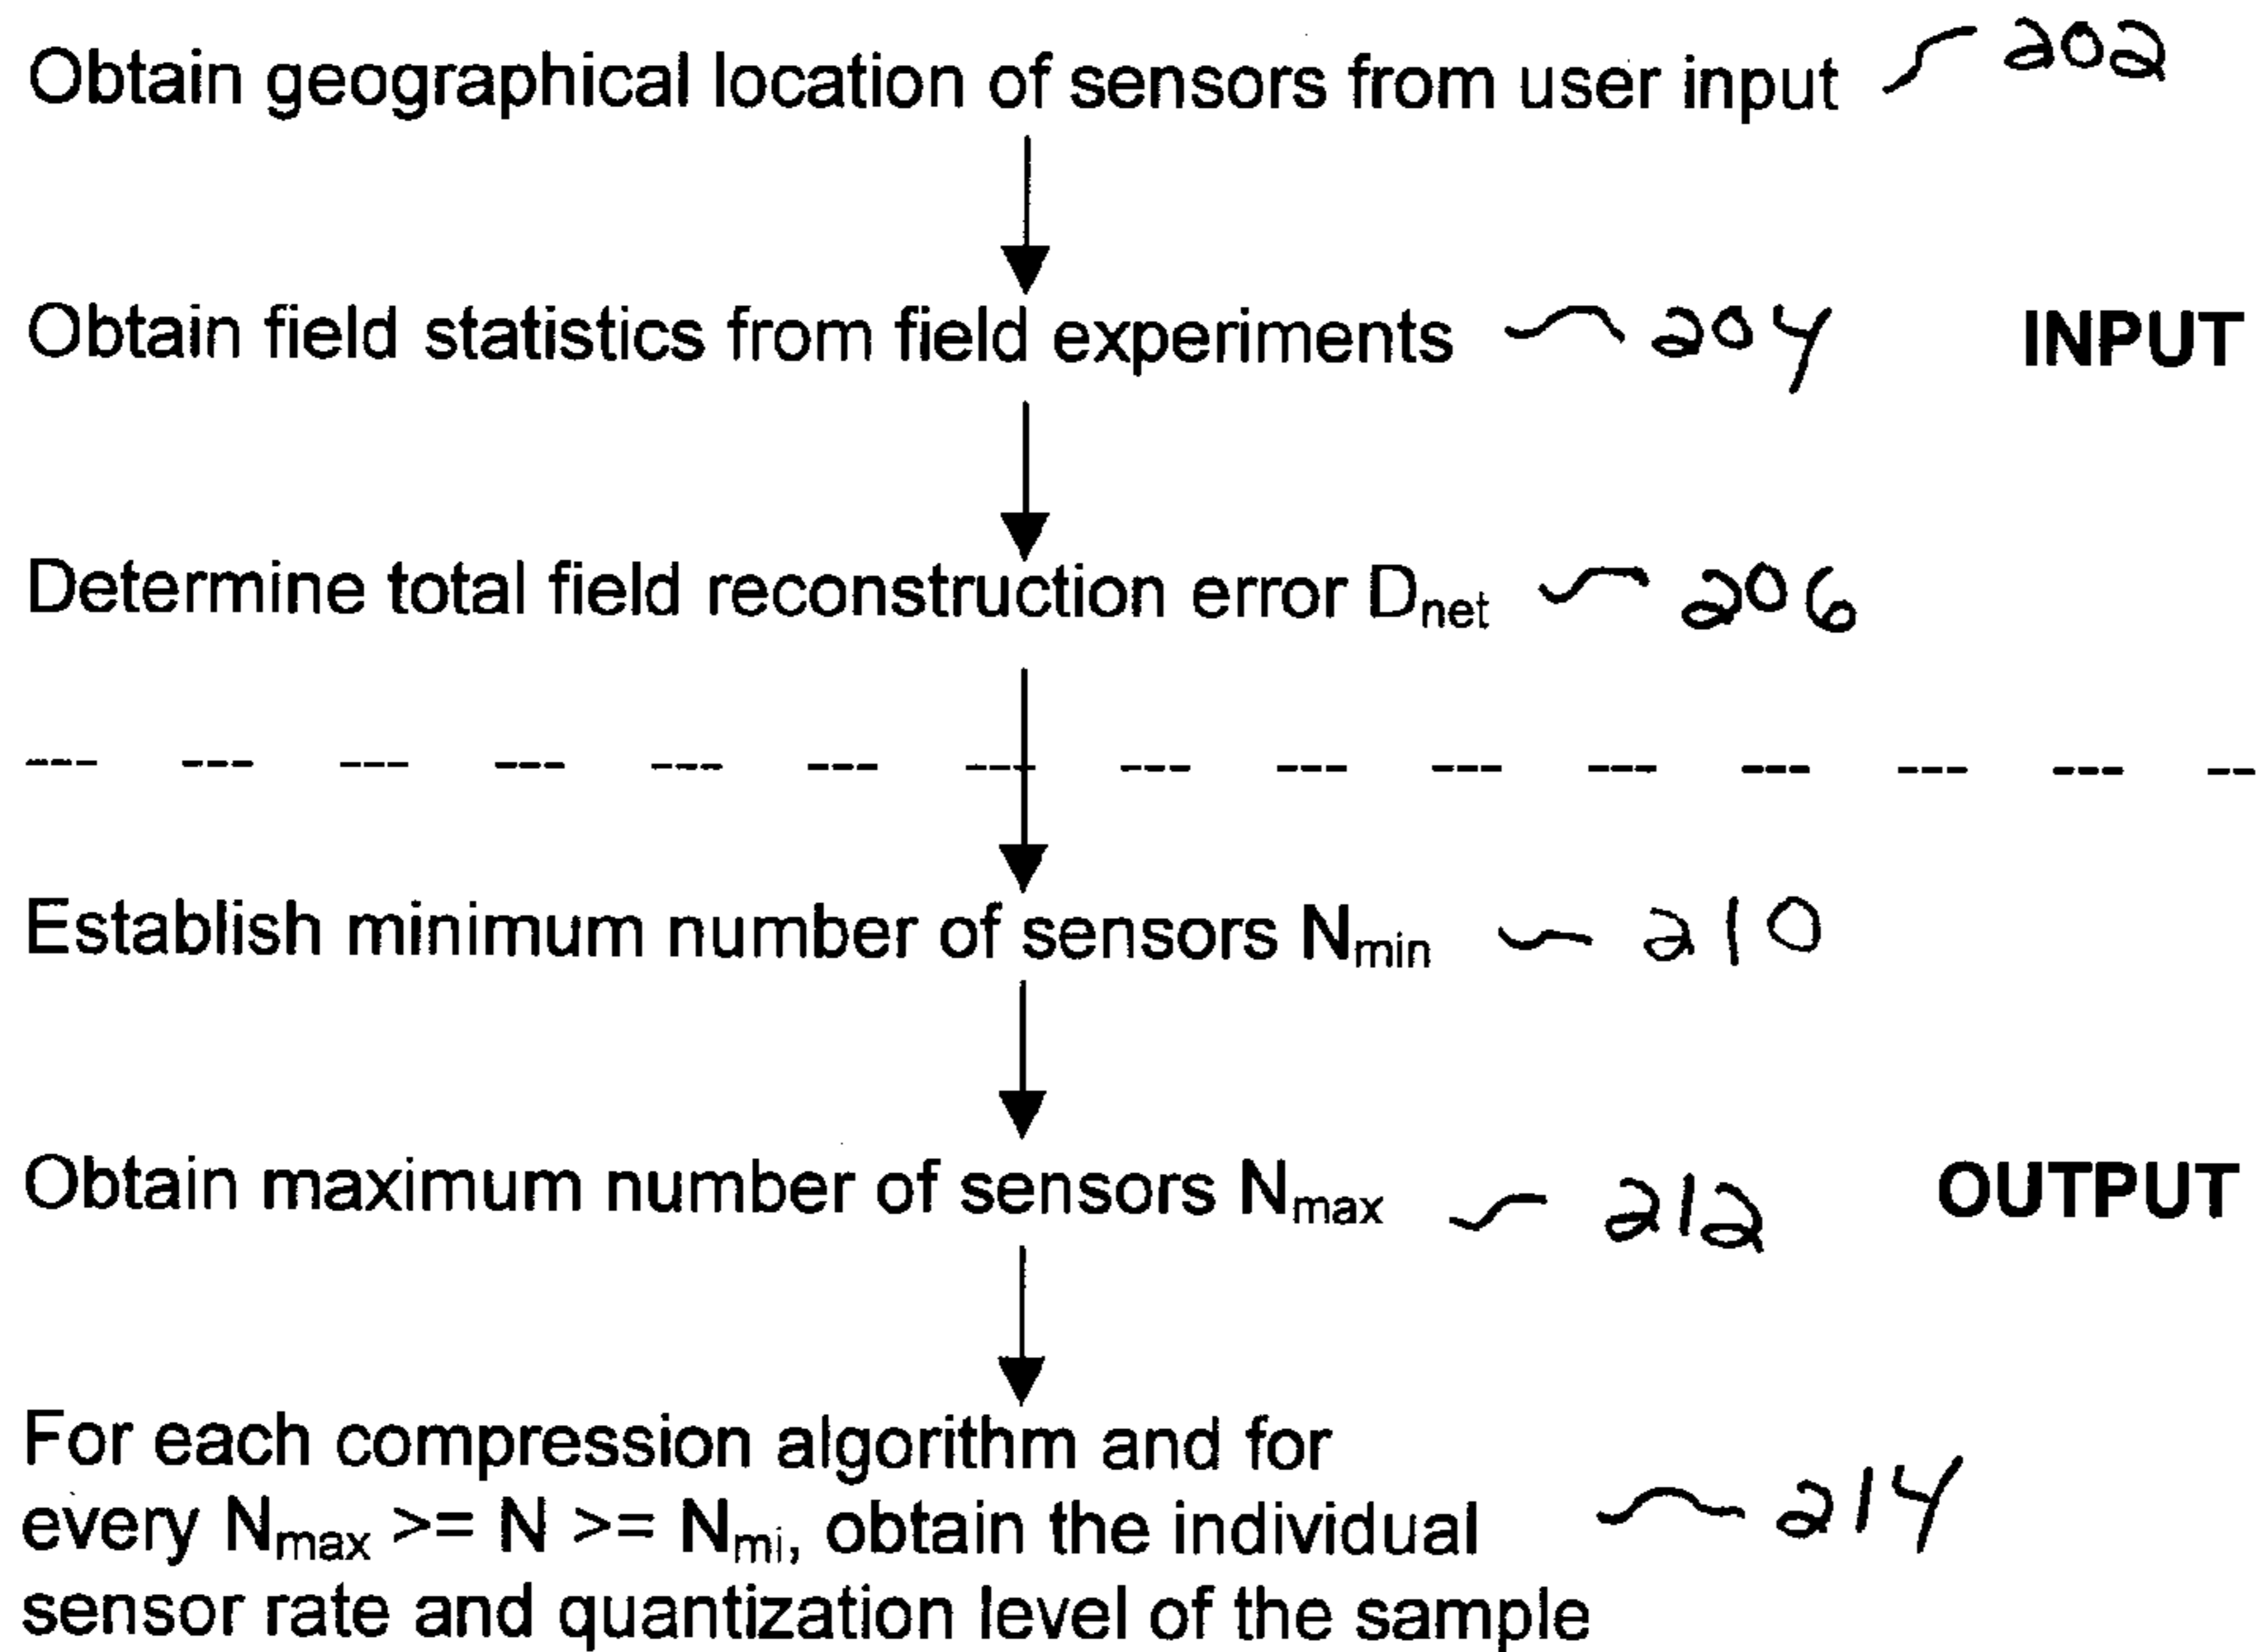 Obtain geographical location of sensors from user input 202
Obtain field statistics from field experiments 204 INPUT
Determine total field reconstruction error Dnet 206
Establish minimum number of sensors Nmin 210
Obtain maximum number of sensors Nmax 212 OUTPUT
For each compression algorithm and for
every Nmax >= N >= Nmi, obtain the individual 214
sensor rate and quantization level of the sample